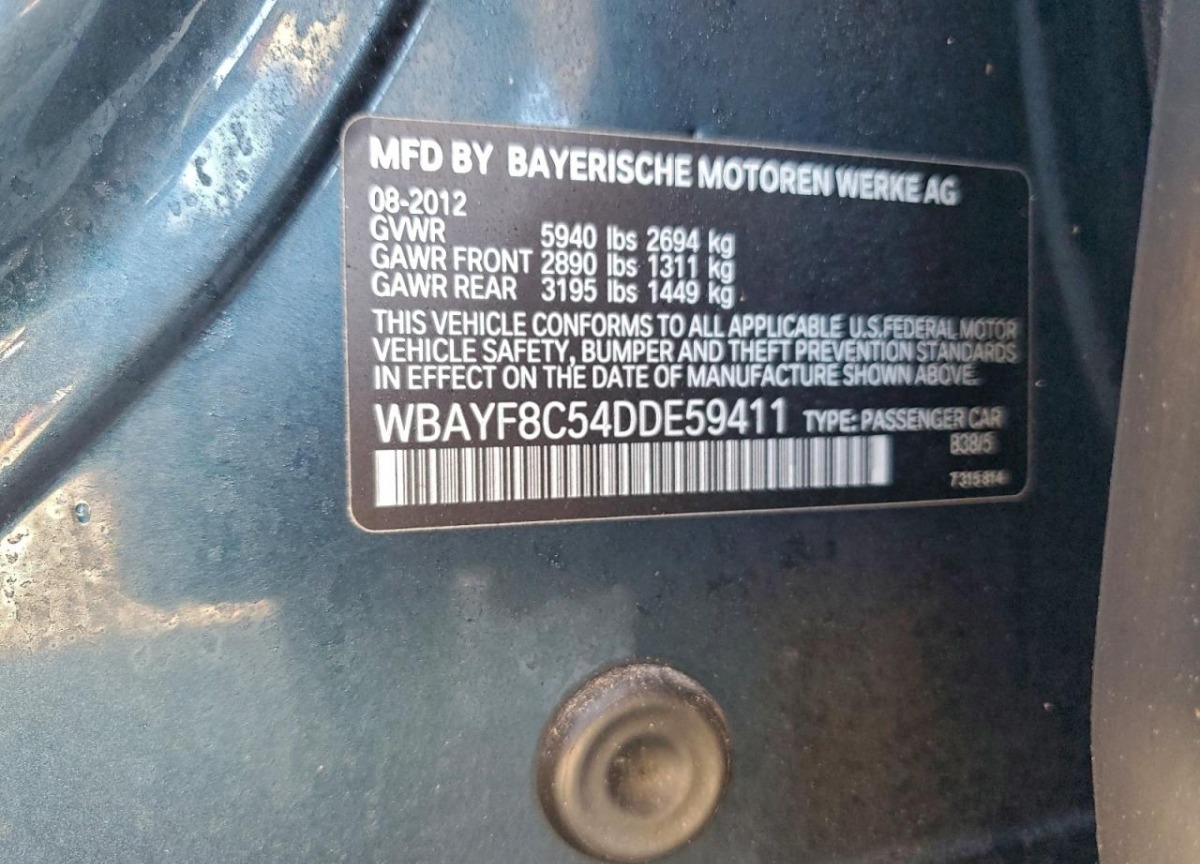 MFD BY BAYERISCHE MOTOREN WERKE AG
08-2012
GVWR 5940 lbs 2694 kg
GAWR FRONT 2890 lbs 1311 kg
GAWR REAR 3195 lbs 1449 kg
THIS VEHICLE CONFORMS TO ALL APPLICABLE U.S.FEDERAL MOTOR
VEHICLE SAFETY, BUMPER AND THEFT PREVENTION STANDARDS
IN EFFECT ON THE DATE OF MANUFACTURE SHOWN ABOVE.
WBAYF8C54DDE59411 TYPE: PASSENGER CAR
B38/5
7315814